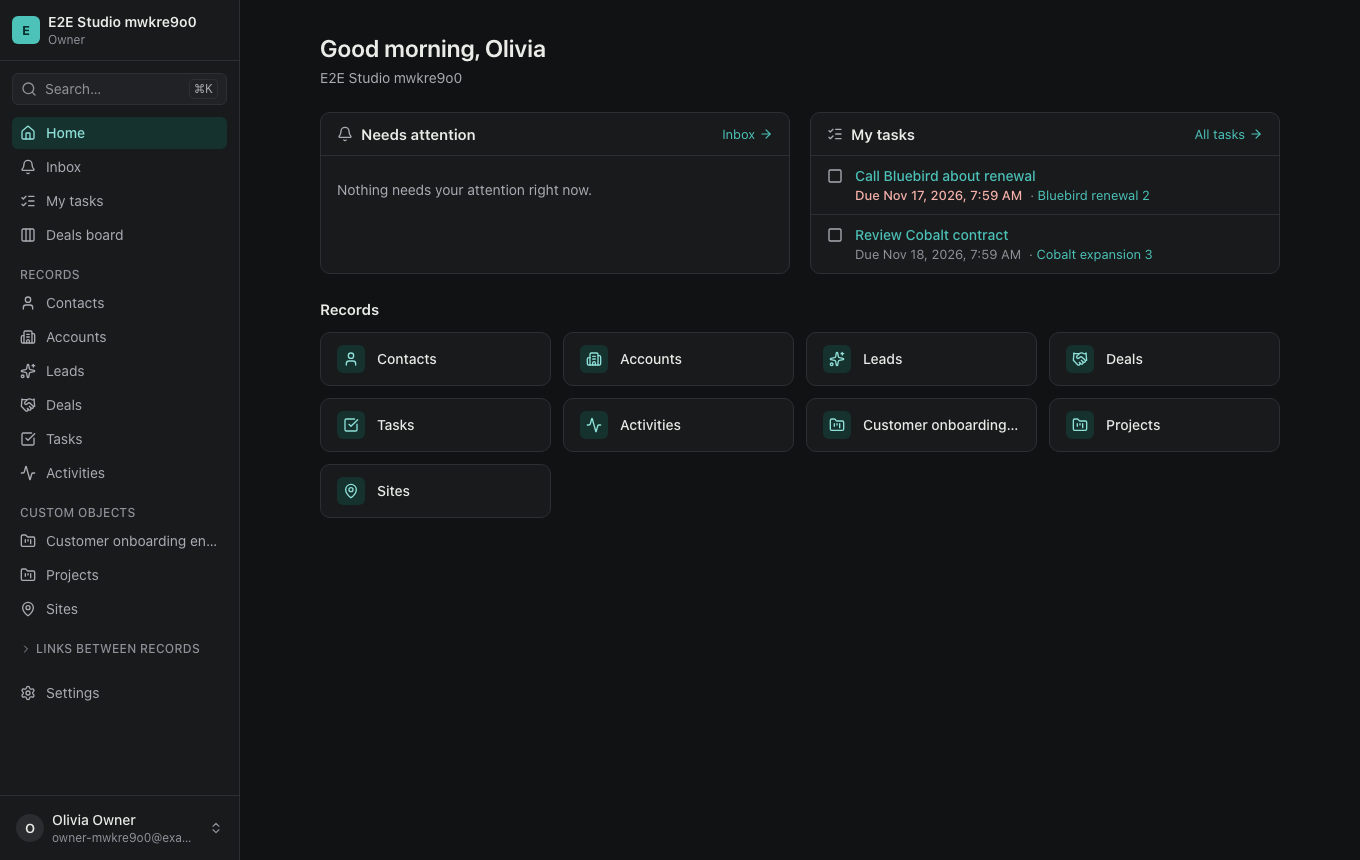 E
E2E Studio mwkre9o0
Owner
Search...
⌘K
Home
Inbox
My tasks
Deals board
RECORDS
Contacts
Accounts
Leads
Deals
Tasks
Activities
CUSTOM OBJECTS
Customer onboarding en...
Projects
Sites
LINKS BETWEEN RECORDS
Settings
O
Olivia Owner
owner-mwkre9o0@exa...
Good morning, Olivia
E2E Studio mwkre9o0
Needs attention
Inbox
Nothing needs your attention right now.
My tasks
All tasks
Call Bluebird about renewal
Due Nov 17, 2026, 7:59 AM · Bluebird renewal 2
Review Cobalt contract
Due Nov 18, 2026, 7:59 AM · Cobalt expansion 3
Records
Contacts
Accounts
Leads
Deals
Tasks
Activities
Customer onboarding...
Projects
Sites